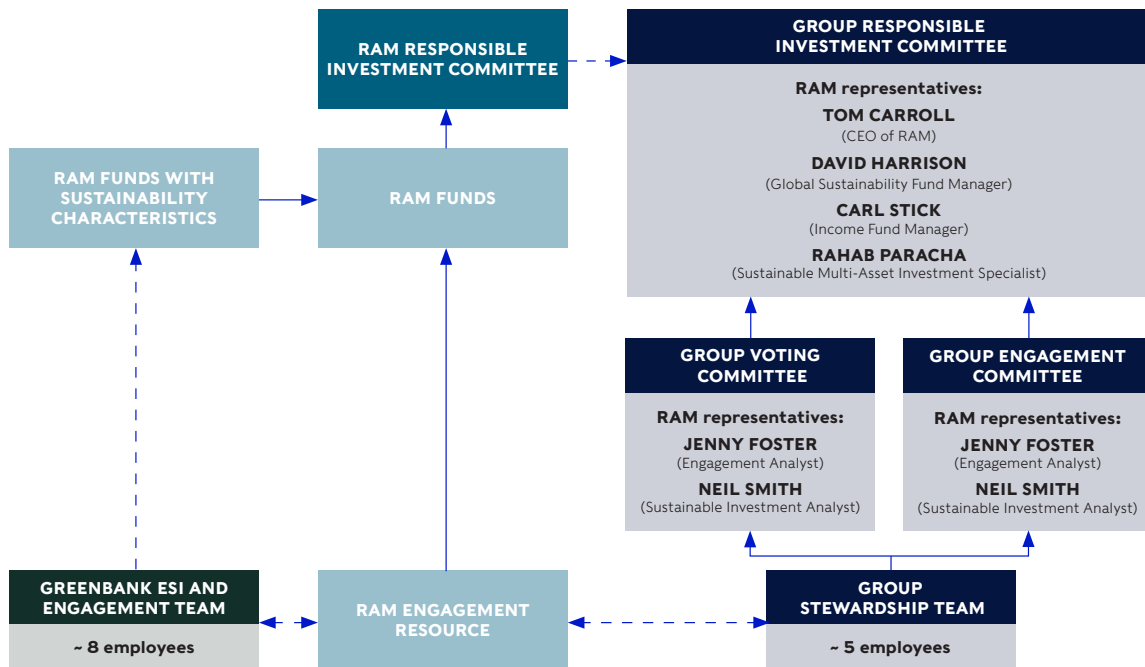 RAM RESPONSIBLE
INVESTMENT COMMITTEE
GROUP RESPONSIBLE
INVESTMENT COMMITTEE
RAM representatives:
TOM CARROLL
(CEO of RAM)
DAVID HARRISON
(Global Sustainability Fund Manager)
CARL STICK
(Income Fund Manager)
RAHAB PARACHA
(Sustainable Multi-Asset Investment Specialist)
RAM FUNDS WITH
SUSTAINABILITY
CHARACTERISTICS
RAM FUNDS
GROUP VOTING
COMMITTEE
RAM representatives:
JENNY FOSTER
(Engagement Analyst)
NEIL SMITH
(Sustainable Investment Analyst)
GROUP ENGAGEMENT
COMMITTEE
RAM representatives:
JENNY FOSTER
(Engagement Analyst)
NEIL SMITH
(Sustainable Investment Analyst)
GREENBANK ESI AND
ENGAGEMENT TEAM
~ 8 employees
RAM ENGAGEMENT
RESOURCE
GROUP
STEWARDSHIP TEAM
~ 5 employees